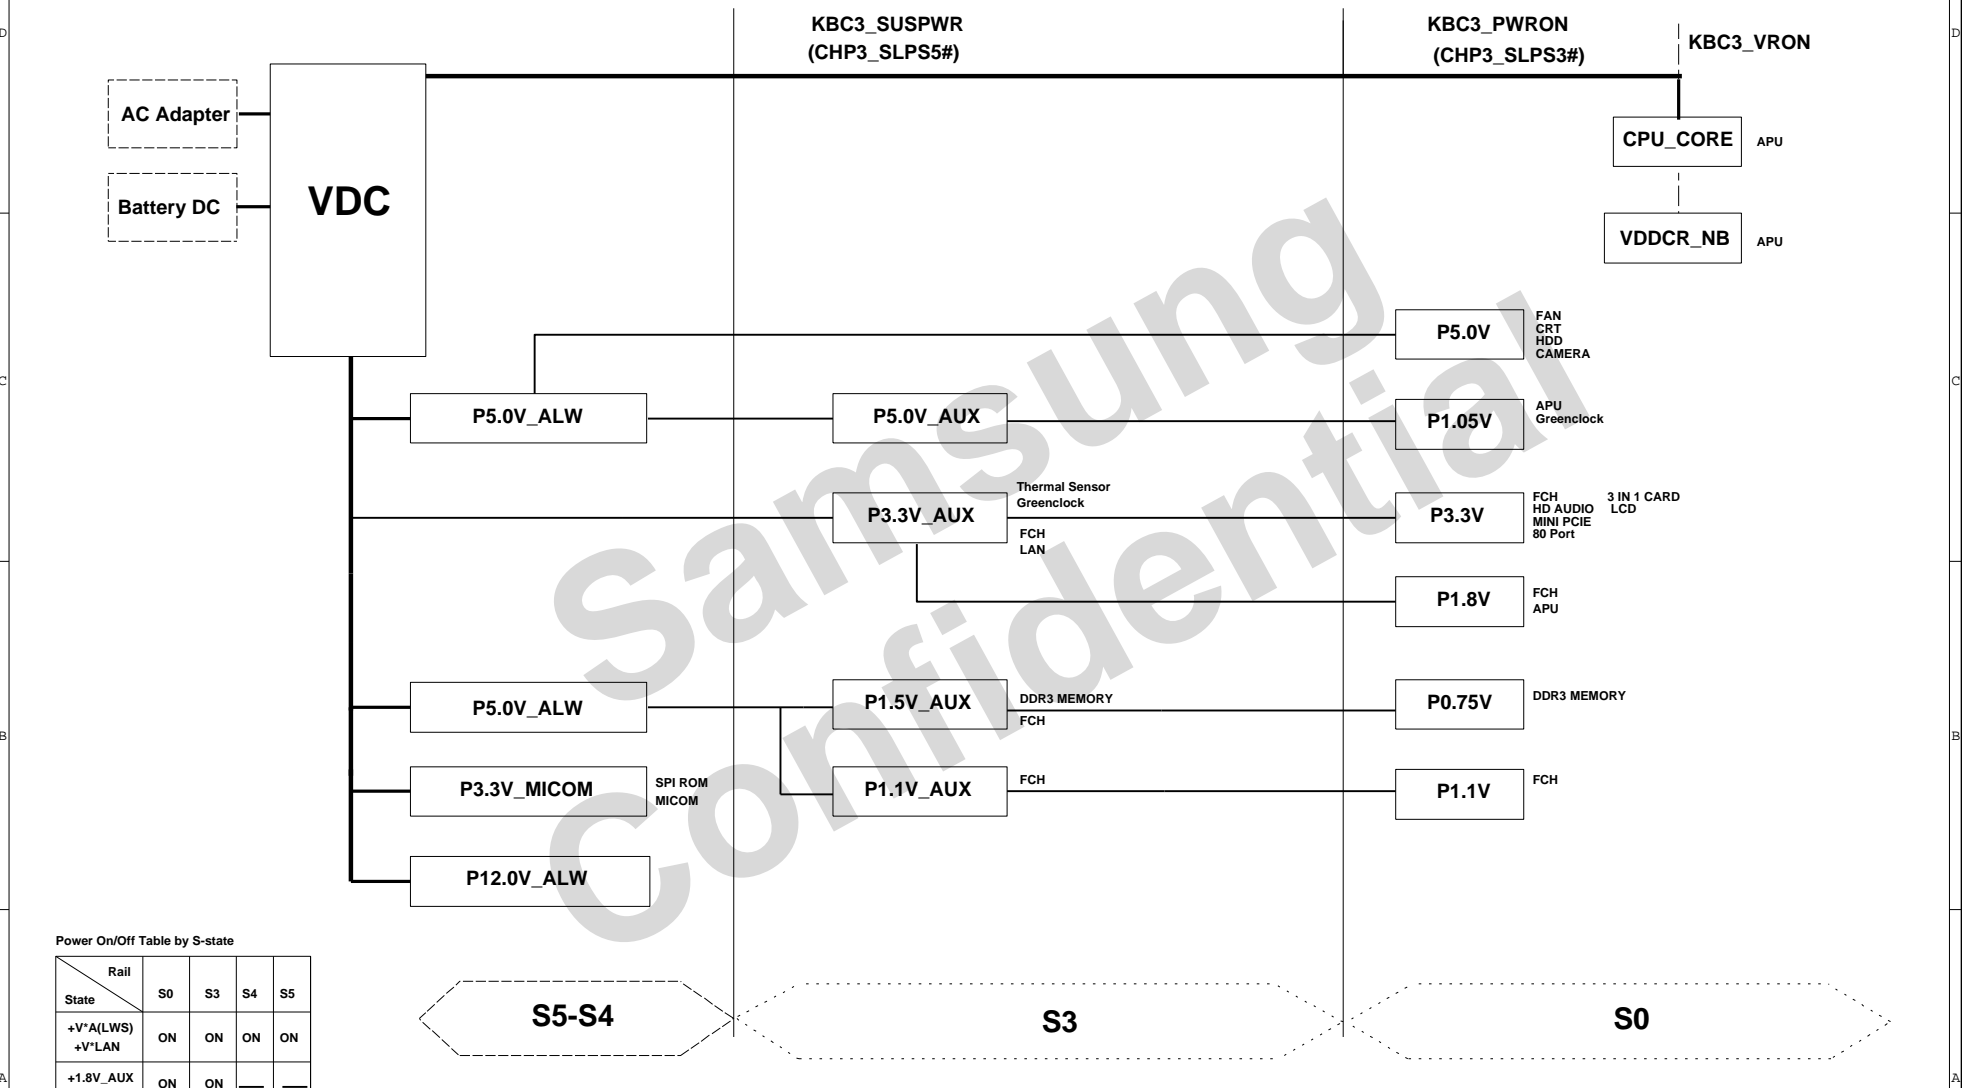 D
D
KBC3_SUSPWR
(CHP3_SLPS5#)
KBC3_PWRON
(CHP3_SLPS3#)
KBC3_VRON
AC Adapter
Battery DC
VDC
CPU_CORE
APU
VDDCR_NB
APU
P5.0V
FAN
CRT
HDD
CAMERA
C
C
P5.0V_ALW
P5.0V_AUX
P1.05V
APU
Greenclock
P3.3V_AUX
Thermal Sensor
Greenclock
FCH
LAN
P3.3V
FCH 3 IN 1 CARD
HD AUDIO LCD
MINI PCIE
80 Port
P1.8V
FCH
APU
P5.0V_ALW
P1.5V_AUX
DDR3 MEMORY
FCH
P0.75V
DDR3 MEMORY
B
B
P3.3V_MICOM
SPI ROM
MICOM
P1.1V_AUX
FCH
P1.1V
FCH
P12.0V_ALW
Samsung
Confidential
Power On/Off Table by S-state
Rail
State S0 S3 S4 S5
+V*A(LWS)
+V*LAN
ON ON ON ON
+1.8V_AUX
ON ON
S5-S4
S3
S0
A
A